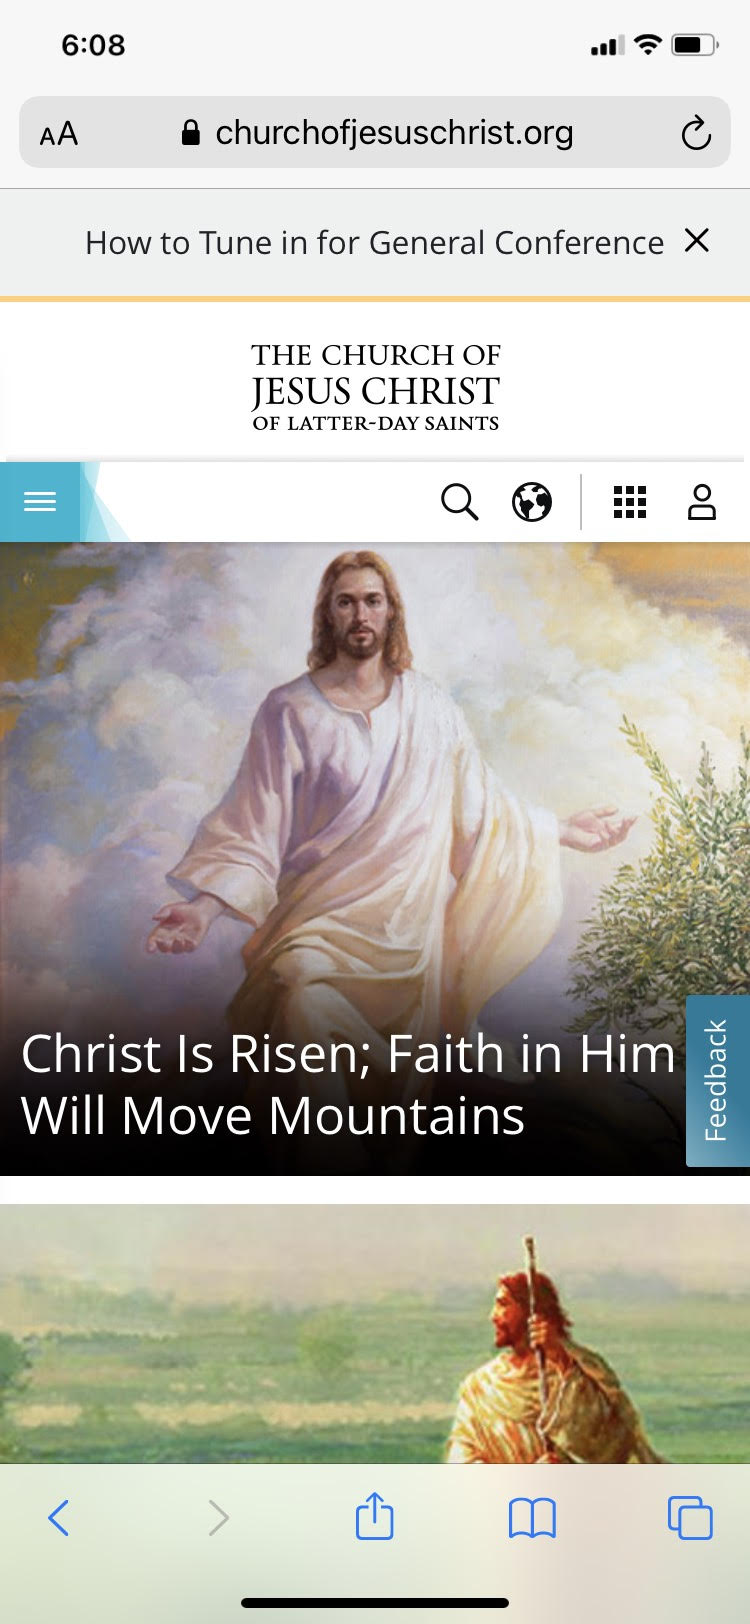 6:08
AA churchofjesuschrist.org
How to Tune in for General Conference
THE CHURCH OF
JESUS CHRIST
OF LATTER-DAY SAINTS
Christ Is Risen; Faith in Him
Will Move Mountains
Feedback